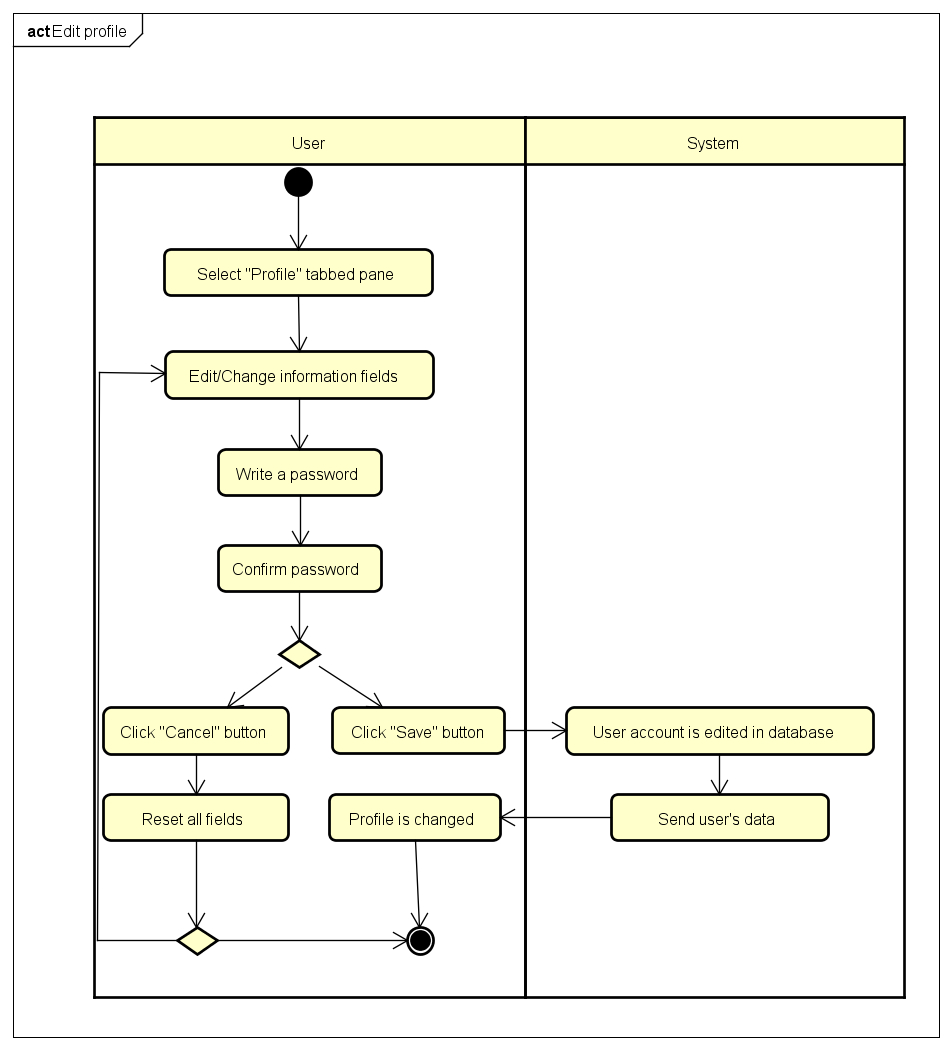 act Edit profile
User
System
Select "Profile" tabbed pane
Edit/Change information fields
Write a password
Confirm password
Click "Cancel" button
Click "Save" button
User account is edited in database
Reset all fields
Profile is changed
Send user's data